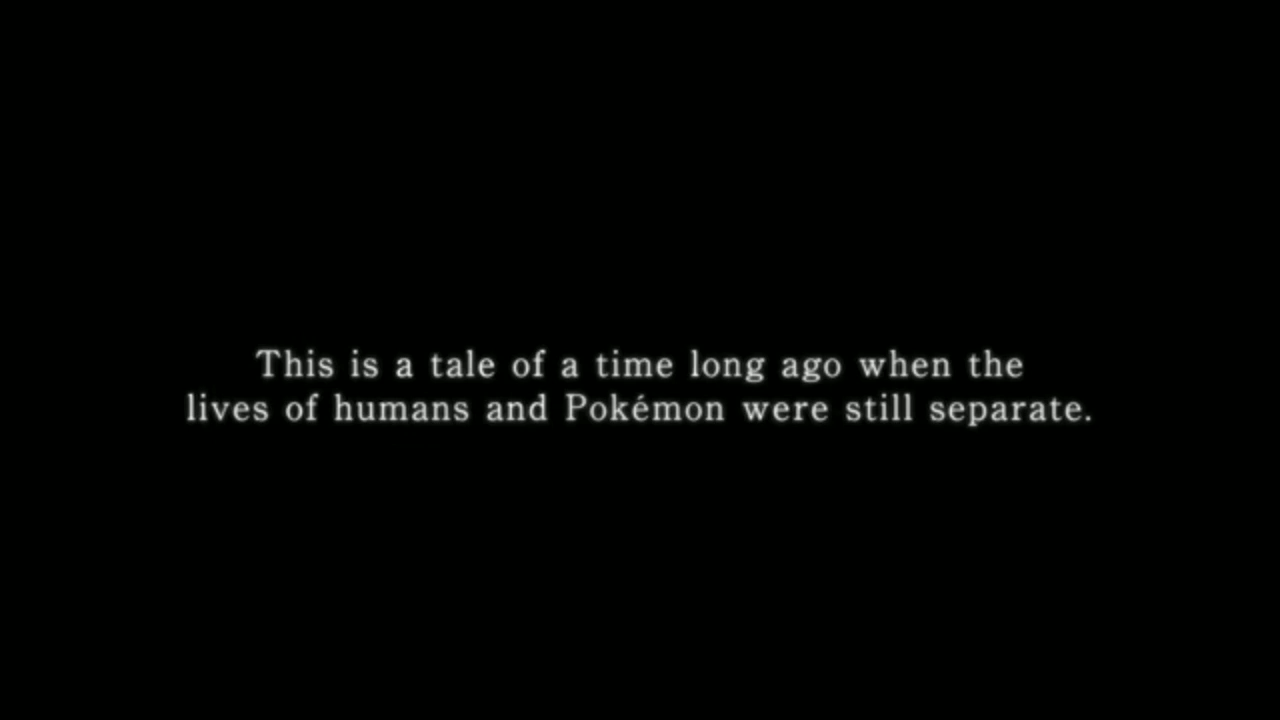 This is a tale of a time long ago when the
lives of humans and Pokémon were still separate.